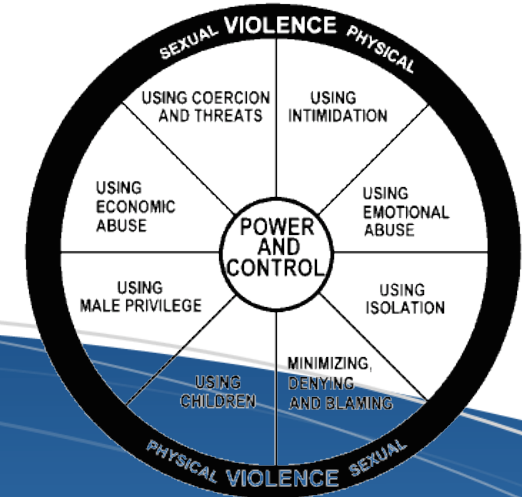 SEXUAL VIOLENCE PHYSICAL
USING COERCION
AND THREATS
USING
INTIMIDATION
USING
ECONOMIC
ABUSE
USING
EMOTIONAL
ABUSE
POWER
AND
CONTROL
USING
MALE PRIVILEGE
USING
ISOLATION
USING
CHILDREN
MINIMIZING,
DENYING
AND BLAMING
PHYSICAL VIOLENCE SEXUAL